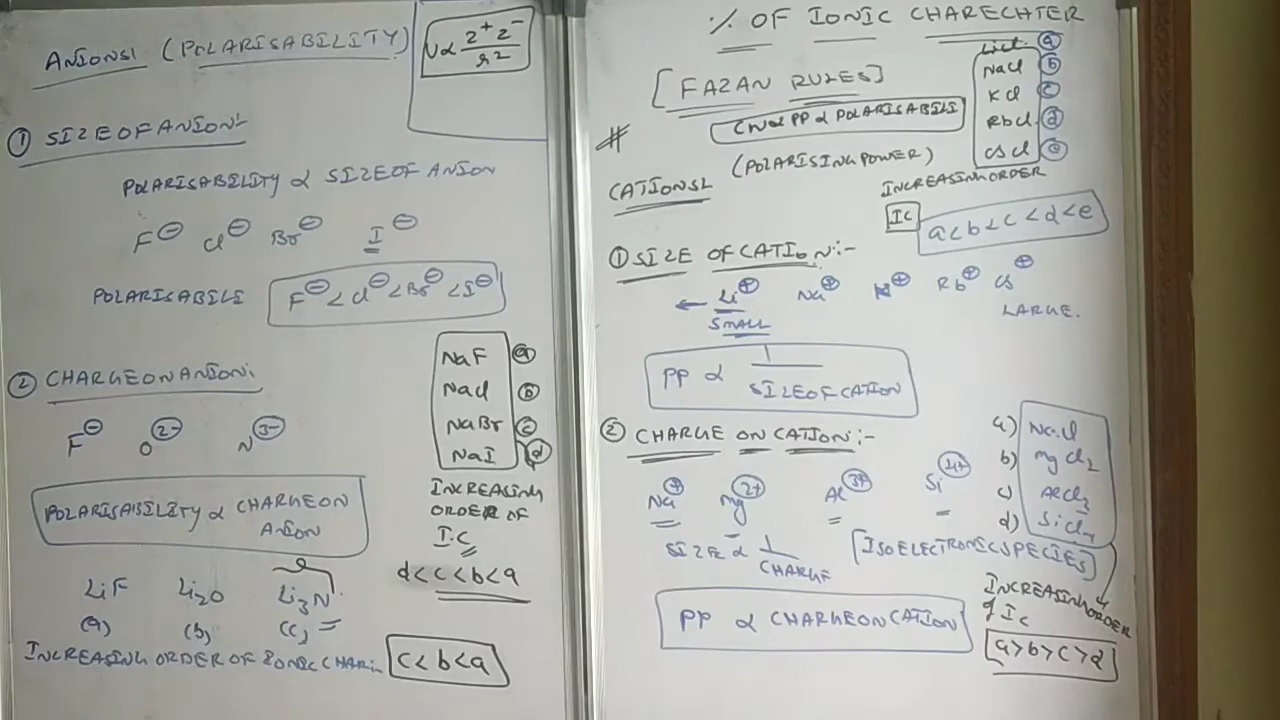 ANIONS! (POLARISABILITY)
U ∝ Z⁺Z⁻ / r²
① SIZE OF ANION:
POLARISABILITY ∝ SIZE OF ANION
F⊖ Cl⊖ Br⊖ I⊖
POLARISABILI F⊖ < Cl⊖ < Br⊖ < I⊖
② CHARGE ON ANION:
F⊖ O²⁻ N³⁻
POLARISABILITY ∝ CHARGE ON
ANION
NaF ⓐ
NaCl ⓑ
NaBr ⓒ
NaI ⓓ
INCREASING
ORDER OF
I.C
d<c<b<a
LiF Li₂O Li₃N
(a) (b) (c)
INCREASING ORDER OF IONIC CHAR: c<b<a
% OF IONIC CHARECHTER
[FAZAN RULES]
# CN ∝ PP ∝ POLARISABILI
(POLARISING POWER)
LiCl ⓐ
NaCl ⓑ
KCl ⓒ
RbCl ⓓ
CsCl ⓔ
INCREASING ORDER
IC a<b<c<d<e
CATIONS:
① SIZE OF CATION:-
← Li⊕ Na⊕ K⊕ Rb⊕ Cs⊕
SMALL LARGE.
PP ∝ 1 / SIZE OF CATION
② CHARGE ON CATION:-
Na⁺ Mg²⁺ Al³⁺ Si⁴⁺
SIZE ∝ 1 / CHARGE [ISOELECTRONIC SPECIES]
PP ∝ CHARGE ON CATION
a) NaCl
b) MgCl₂
c) AlCl₃
d) SiCl₄
INCREASING ORDER
of IC
a>b>c>d